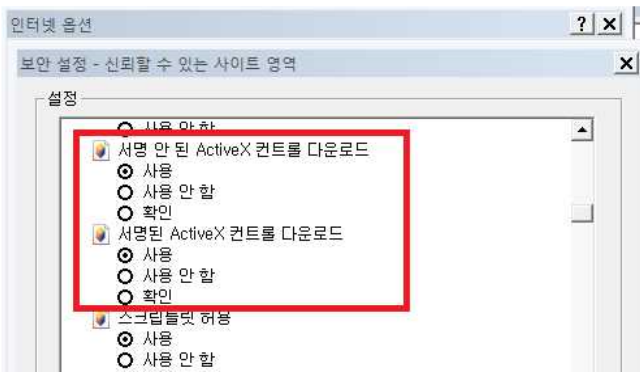 인터넷 옵션
보안 설정 - 신뢰할 수 있는 사이트 영역
설정
사용 안 함
서명 안 된 ActiveX 컨트롤 다운로드
사용
사용 안 함
확인
서명된 ActiveX 컨트롤 다운로드
사용
사용 안 함
확인
스크립틀릿 허용
사용
사용 안 함